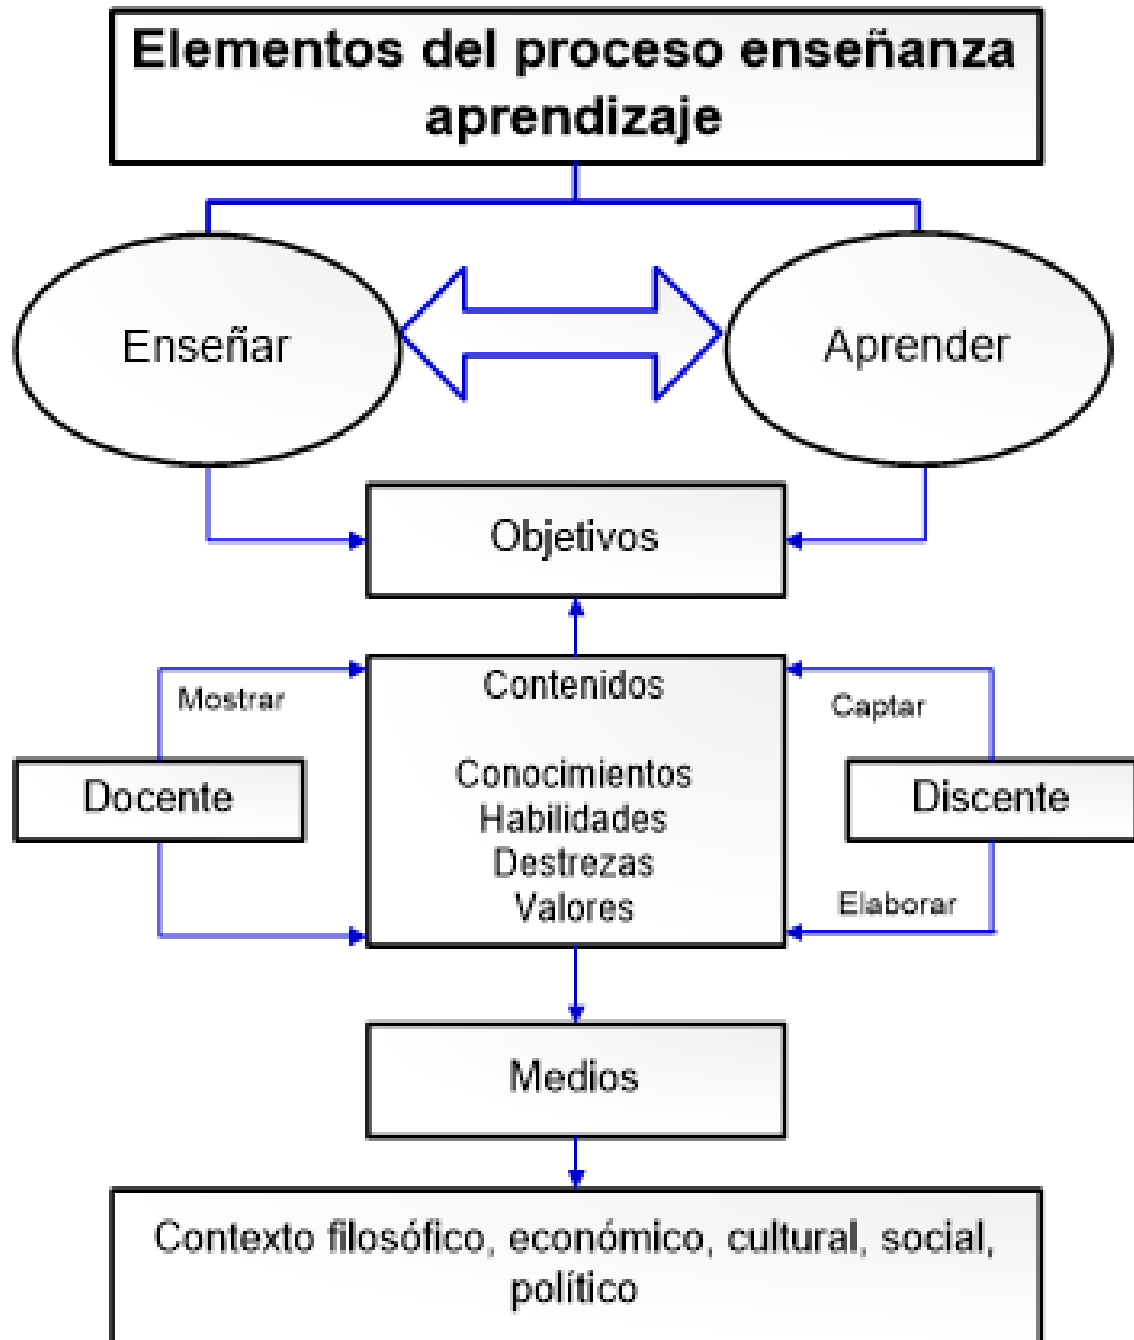 Elementos del proceso enseñanza
aprendizaje
Enseñar
Aprender
Objetivos
Contenidos
Mostrar
Captar
Conocimientos
Docente
Discente
Habilidades
Destrezas
Valores
Elaborar
Medios
Contexto filosófico, económico, cultural, social,
político